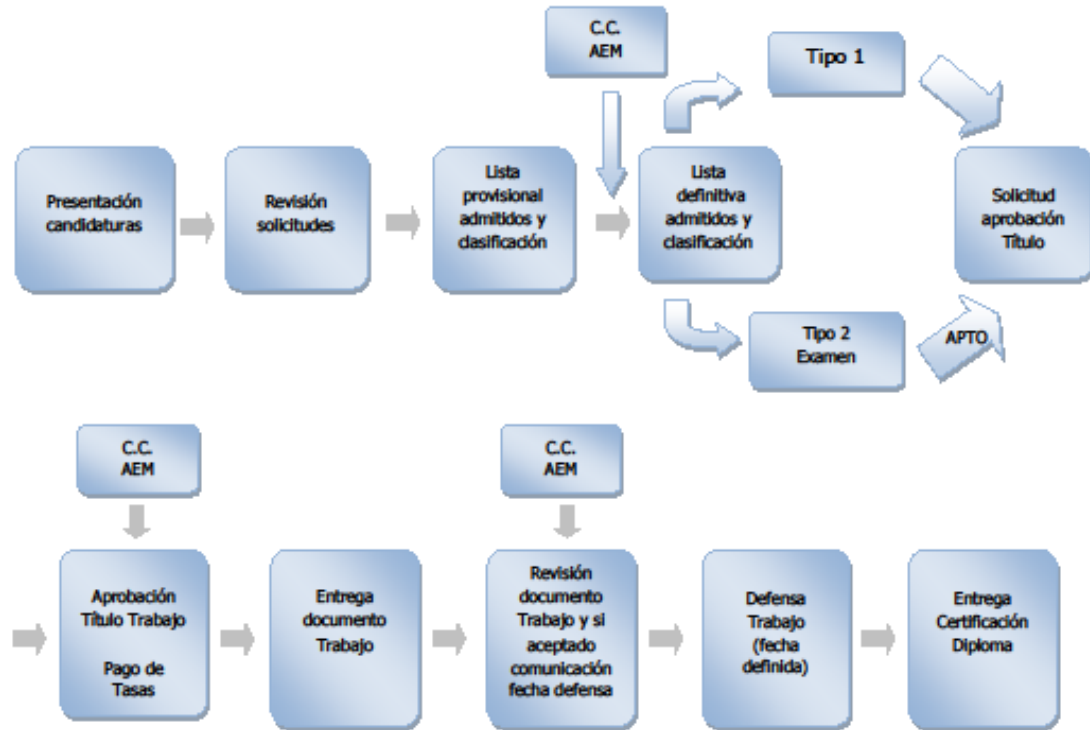 C.C.
AEM
Tipo 1
Presentación
candidaturas
Revisión
solicitudes
Lista
provisional
admitidos y
clasificación
Lista
definitiva
admitidos y
clasificación
Solicitud
aprobación
Título
Tipo 2
Examen
APTO
C.C.
AEM
C.C.
AEM
Aprobación
Título Trabajo
Pago de
Tasas
Entrega
documento
Trabajo
Revisión
documento
Trabajo y si
aceptado
comunicación
fecha defensa
Defensa
Trabajo
(fecha
definida)
Entrega
Certificación
Diploma